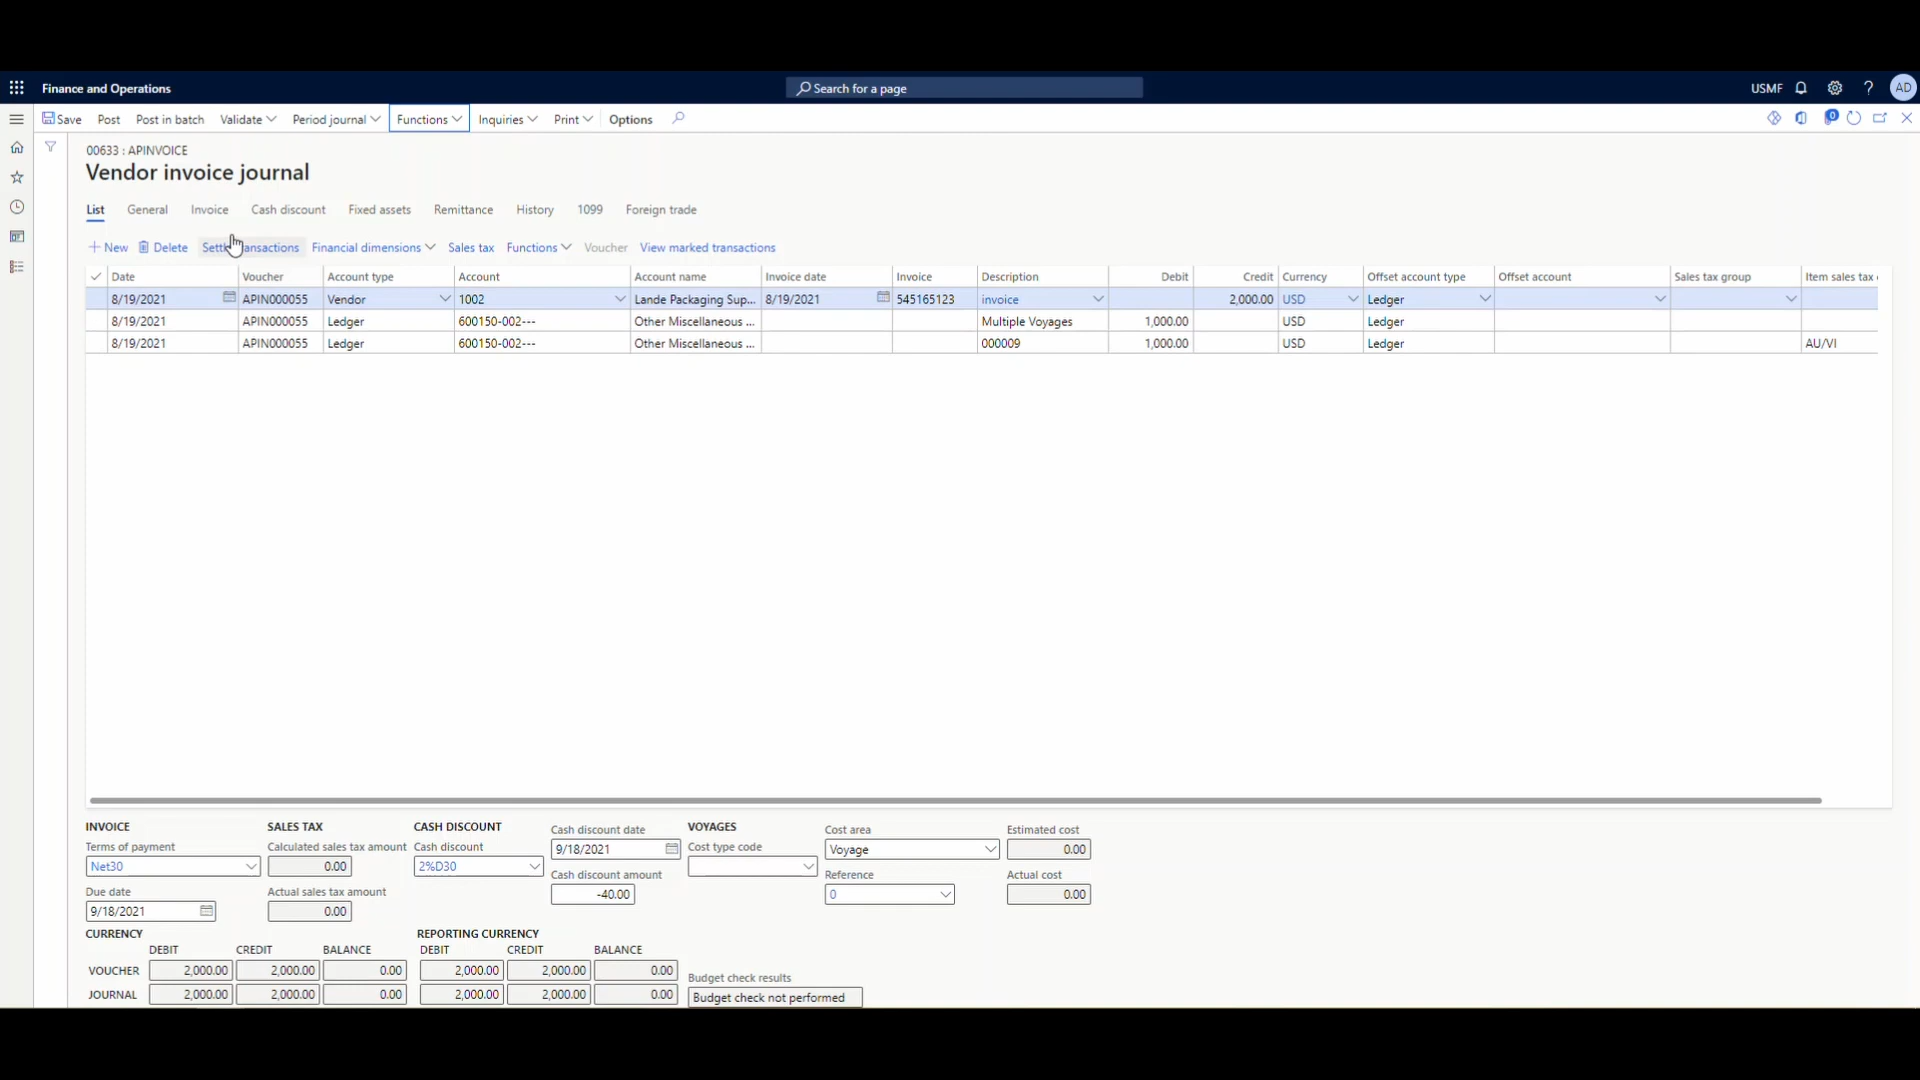 Finance and Operations Search for a page USMF AD
Save Post Post in batch Validate Period journal Functions Inquiries Print Options 0
00633 : APINVOICE
Vendor invoice journal
List General Invoice Cash discount Fixed assets Remittance History 1099 Foreign trade
New Delete Financial dimensions Sales tax Functions Voucher View marked transactions
Date Voucher Account type Account Account name Invoice date Invoice Description Debit Credit Currency Offset account type Offset account Sales tax group Item sales tax
8/19/2021 APIN000055 Vendor 1002 Lande Packaging Sup... 8/19/2021 545165123 invoice 2,000.00 USD Ledger
8/19/2021 APIN000055 Ledger 600150-002--- Other Miscellaneous ... Multiple Voyages 1,000.00 USD Ledger
8/19/2021 APIN000055 Ledger 600150-002--- Other Miscellaneous ... 000009 1,000.00 USD Ledger AU/VI
INVOICE SALES TAX CASH DISCOUNT Cash discount date VOYAGES Cost area Estimated cost
Terms of payment Calculated sales tax amount Cash discount 9/18/2021 Cost type code Voyage 0.00
Net30 0.00 2%D30 Cash discount amount Reference Actual cost
Due date Actual sales tax amount -40.00 0 0.00
9/18/2021 0.00
CURRENCY REPORTING CURRENCY
DEBIT CREDIT BALANCE DEBIT CREDIT BALANCE
VOUCHER 2,000.00 2,000.00 0.00 2,000.00 2,000.00 0.00 Budget check results
JOURNAL 2,000.00 2,000.00 0.00 2,000.00 2,000.00 0.00 Budget check not performed